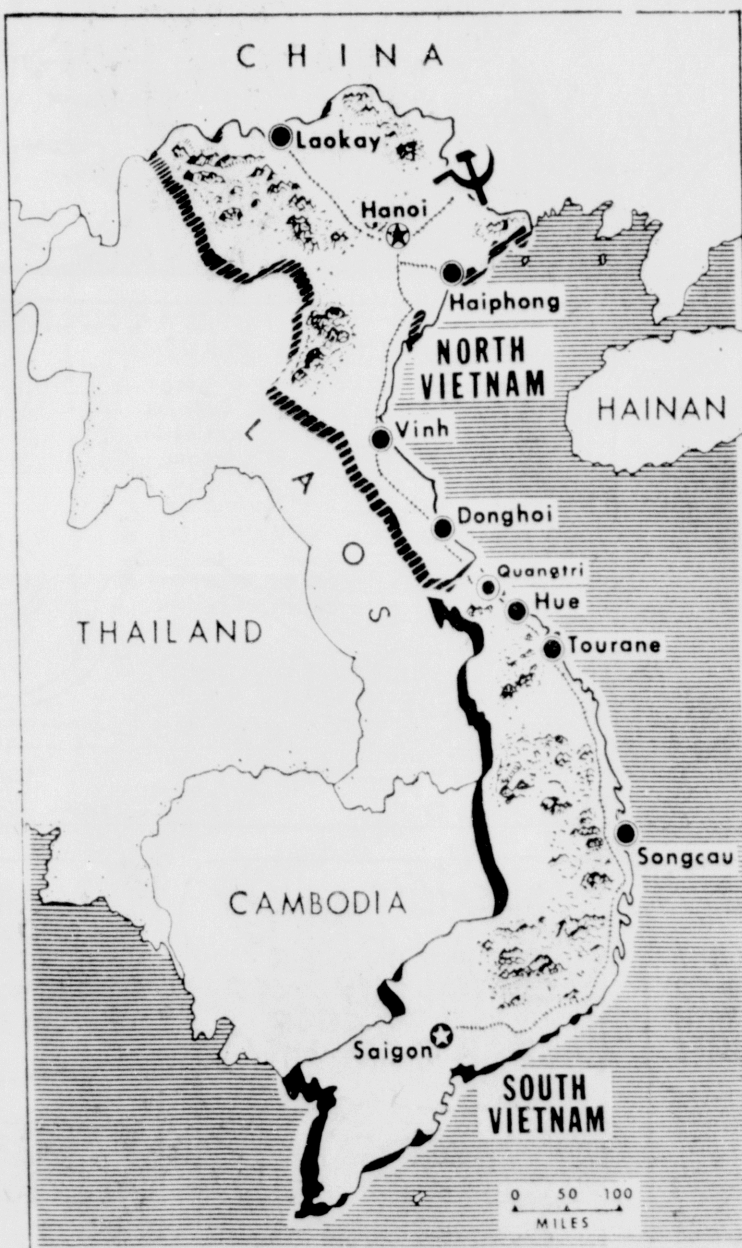 CHINA
Laokay
Hanoi
Haiphong
NORTH
VIETNAM
HAINAN
Vinh
LAOS
Donghoi
Quangtri
Hue
THAILAND
Tourane
Songcau
CAMBODIA
Saigon
SOUTH
VIETNAM
0 50 100
MILES